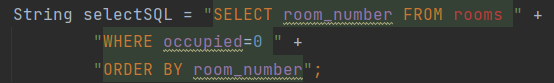 String selectSQL = "SELECT room_number FROM rooms " +
"WHERE occupied=0 " +
"ORDER BY room_number";